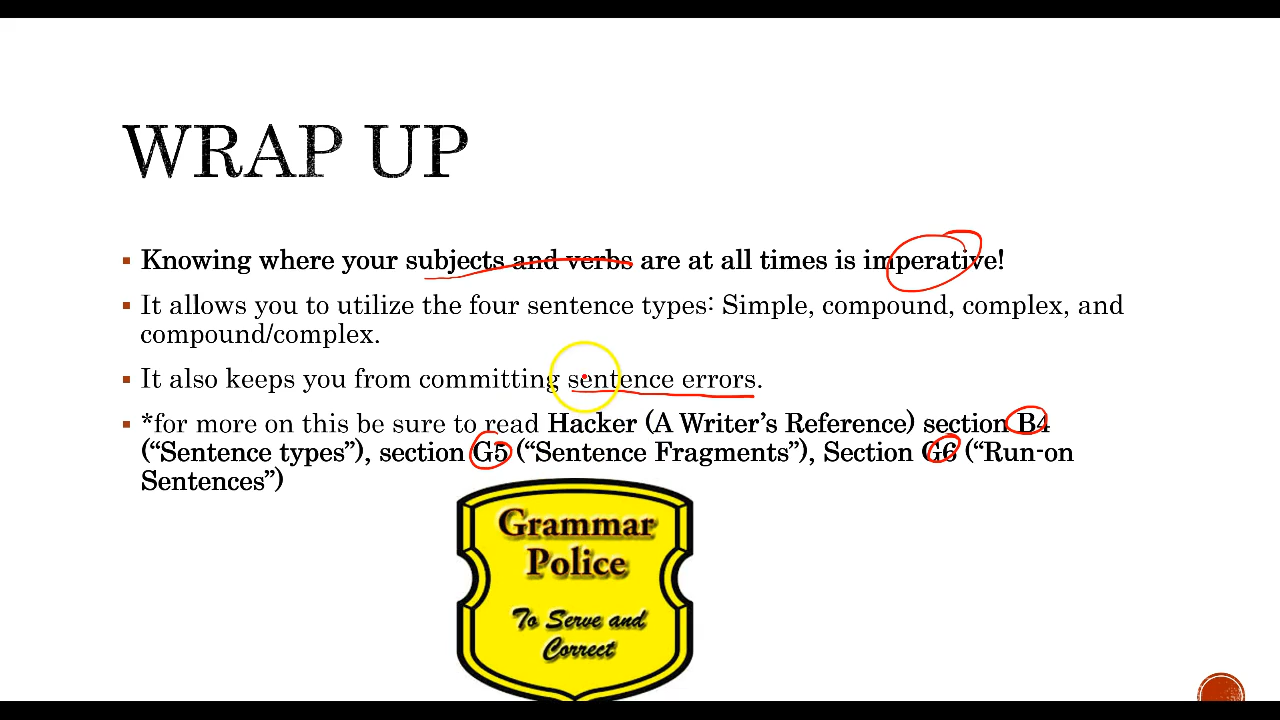 WRAP UP
Knowing where your subjects and verbs are at all times is imperative!
It allows you to utilize the four sentence types: Simple, compound, complex, and
compound/complex.
It also keeps you from committing sentence errors.
*for more on this be sure to read Hacker (A Writer's Reference) section B4
("Sentence types"), section G5 ("Sentence Fragments"), Section G6 ("Run-on
Sentences")
Grammar
Police
To Serve and
Correct